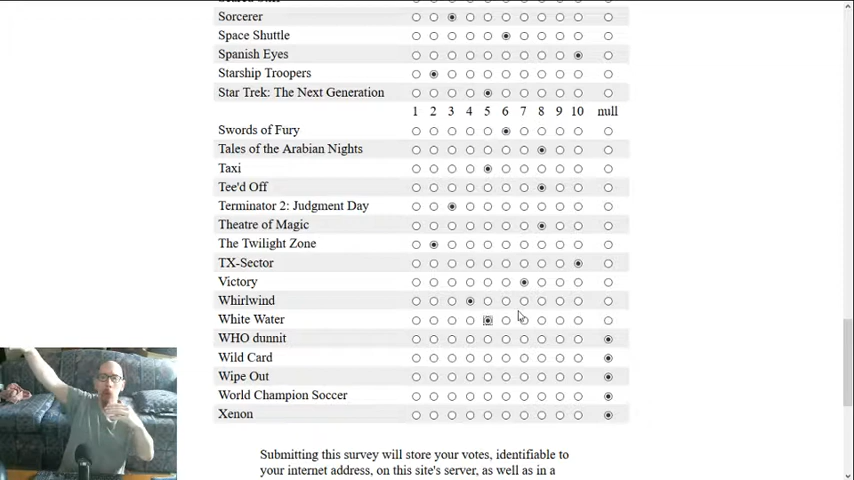 Sorcerer
Space Shuttle
Spanish Eyes
Starship Troopers
Star Trek: The Next Generation
1 2 3 4 5 6 7 8 9 10 null
Swords of Fury
Tales of the Arabian Nights
Taxi
Tee'd Off
Terminator 2: Judgment Day
Theatre of Magic
The Twilight Zone
TX-Sector
Victory
Whirlwind
White Water
WHO dunnit
Wild Card
Wipe Out
World Champion Soccer
Xenon
Submitting this survey will store your votes, identifiable to
your internet address, on this site's server, as well as in a